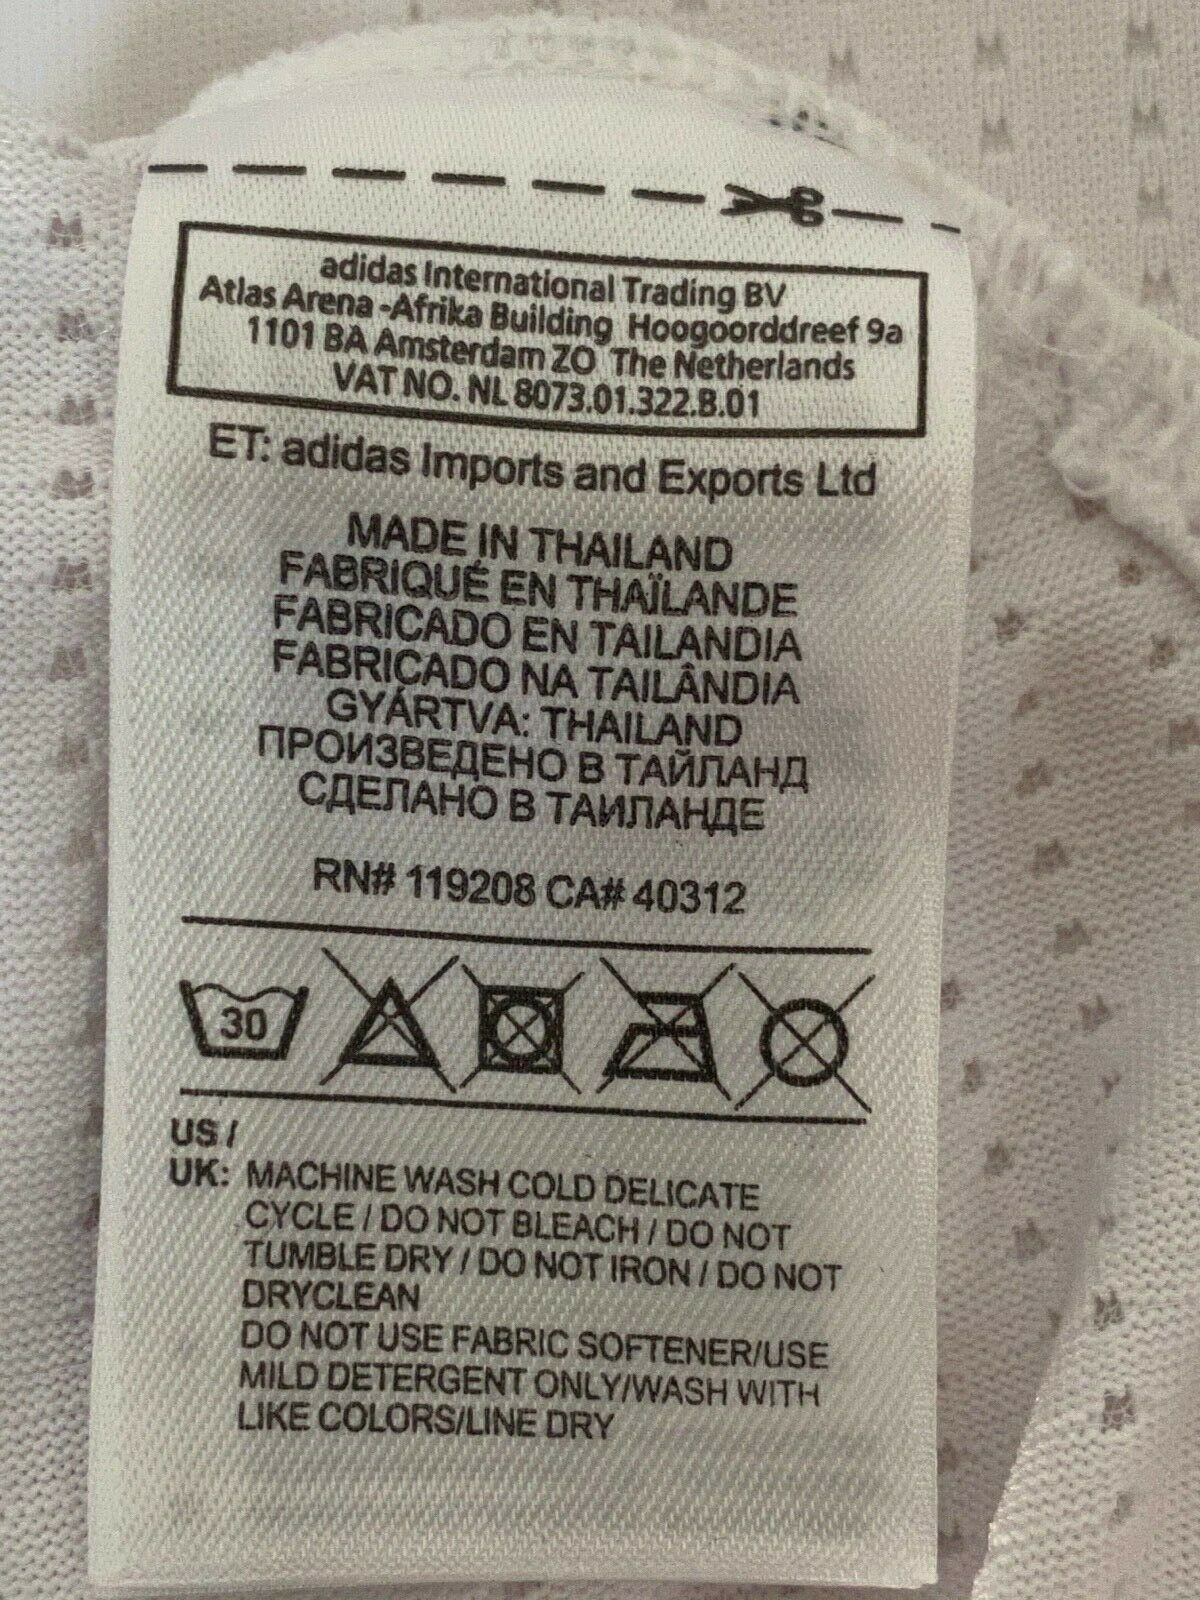 adidas International Trading BV
Atlas Arena -Afrika Building Hoogoorddreef 9a
1101 BA Amsterdam ZO The Netherlands
VAT NO. NL 8073.01.322.B.01
ET: adidas Imports and Exports Ltd
MADE IN THAILAND
FABRIQUÉ EN THAÏLANDE
FABRICADO EN TAILANDIA
FABRICADO NA TAILÂNDIA
GYÁRTVA: THAILAND
ПРОИЗВЕДЕНО В ТАЙЛАНД
СДЕЛАНО В ТАИЛАНДЕ
RN# 119208 CA# 40312
30
US /
UK: MACHINE WASH COLD DELICATE
CYCLE / DO NOT BLEACH / DO NOT
TUMBLE DRY / DO NOT IRON / DO NOT
DRYCLEAN
DO NOT USE FABRIC SOFTENER/USE
MILD DETERGENT ONLY/WASH WITH
LIKE COLORS/LINE DRY